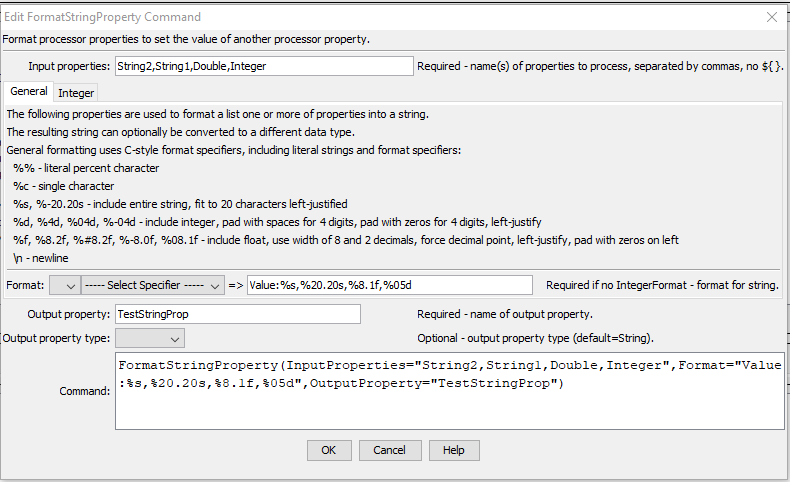 Edit FormatStringProperty Command
Format processor properties to set the value of another processor property.
Input properties: String2,String1,Double,Integer Required - name(s) of properties to process, separated by commas, no ${ }.
General Integer
The following properties are used to format a list one or more of properties into a string.
The resulting string can optionally be converted to a different data type.
General formatting uses C-style format specifiers, including literal strings and format specifiers:
%% - literal percent character
%c - single character
%s, %-20.20s - include entire string, fit to 20 characters left-justified
%d, %4d, %04d, %-04d - include integer, pad with spaces for 4 digits, pad with zeros for 4 digits, left-justify
%f, %8.2f, %#8.2f, %-8.0f, %08.1f - include float, use width of 8 and 2 decimals, force decimal point, left-justify, pad with zeros on left
\n - newline
Format: ----- Select Specifier ----- => Value:%s,%20.20s,%8.1f,%05d Required if no IntegerFormat - format for string.
Output property: TestStringProp Required - name of output property.
Output property type: Optional - output property type (default=String).
FormatStringProperty(InputProperties="String2,String1,Double,Integer",Format="Value
Command: :%s,%20.20s,%8.1f,%05d",OutputProperty="TestStringProp")
OK Cancel Help